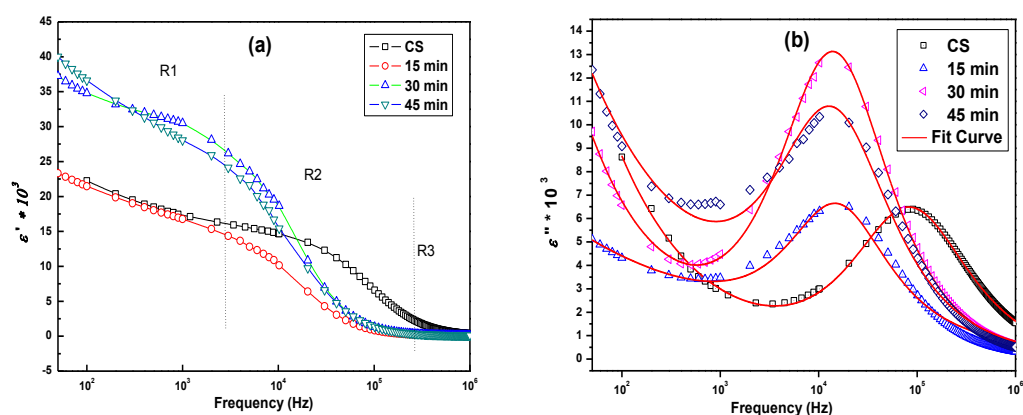 (a)
R1
R2
R3
CS
15 min
30 min
45 min
45
40
35
30
25
20
15
10
5
0
-5
10²
10³
10⁴
10⁵
10⁶
ε ' * 10³
Frequency (Hz)
(b)
CS
15 min
30 min
45 min
Fit Curve
13
12
11
10
9
8
7
6
5
4
3
2
1
0
10²
10³
10⁴
10⁵
10⁶
ε " * 10³
Frequency (Hz)